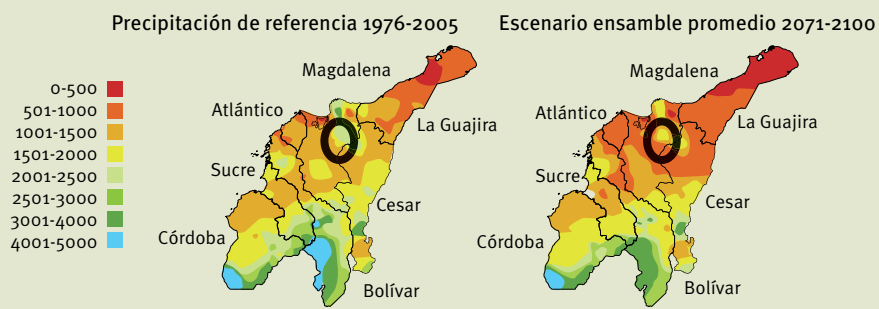 Precipitación de referencia 1976-2005
Escenario ensamble promedio 2071-2100
0-500
501-1000
1001-1500
1501-2000
2001-2500
2501-3000
3001-4000
4001-5000
Magdalena
Atlántico
La Guajira
Sucre
Cesar
Córdoba
Bolívar
Magdalena
Atlántico
La Guajira
Sucre
Cesar
Córdoba
Bolívar